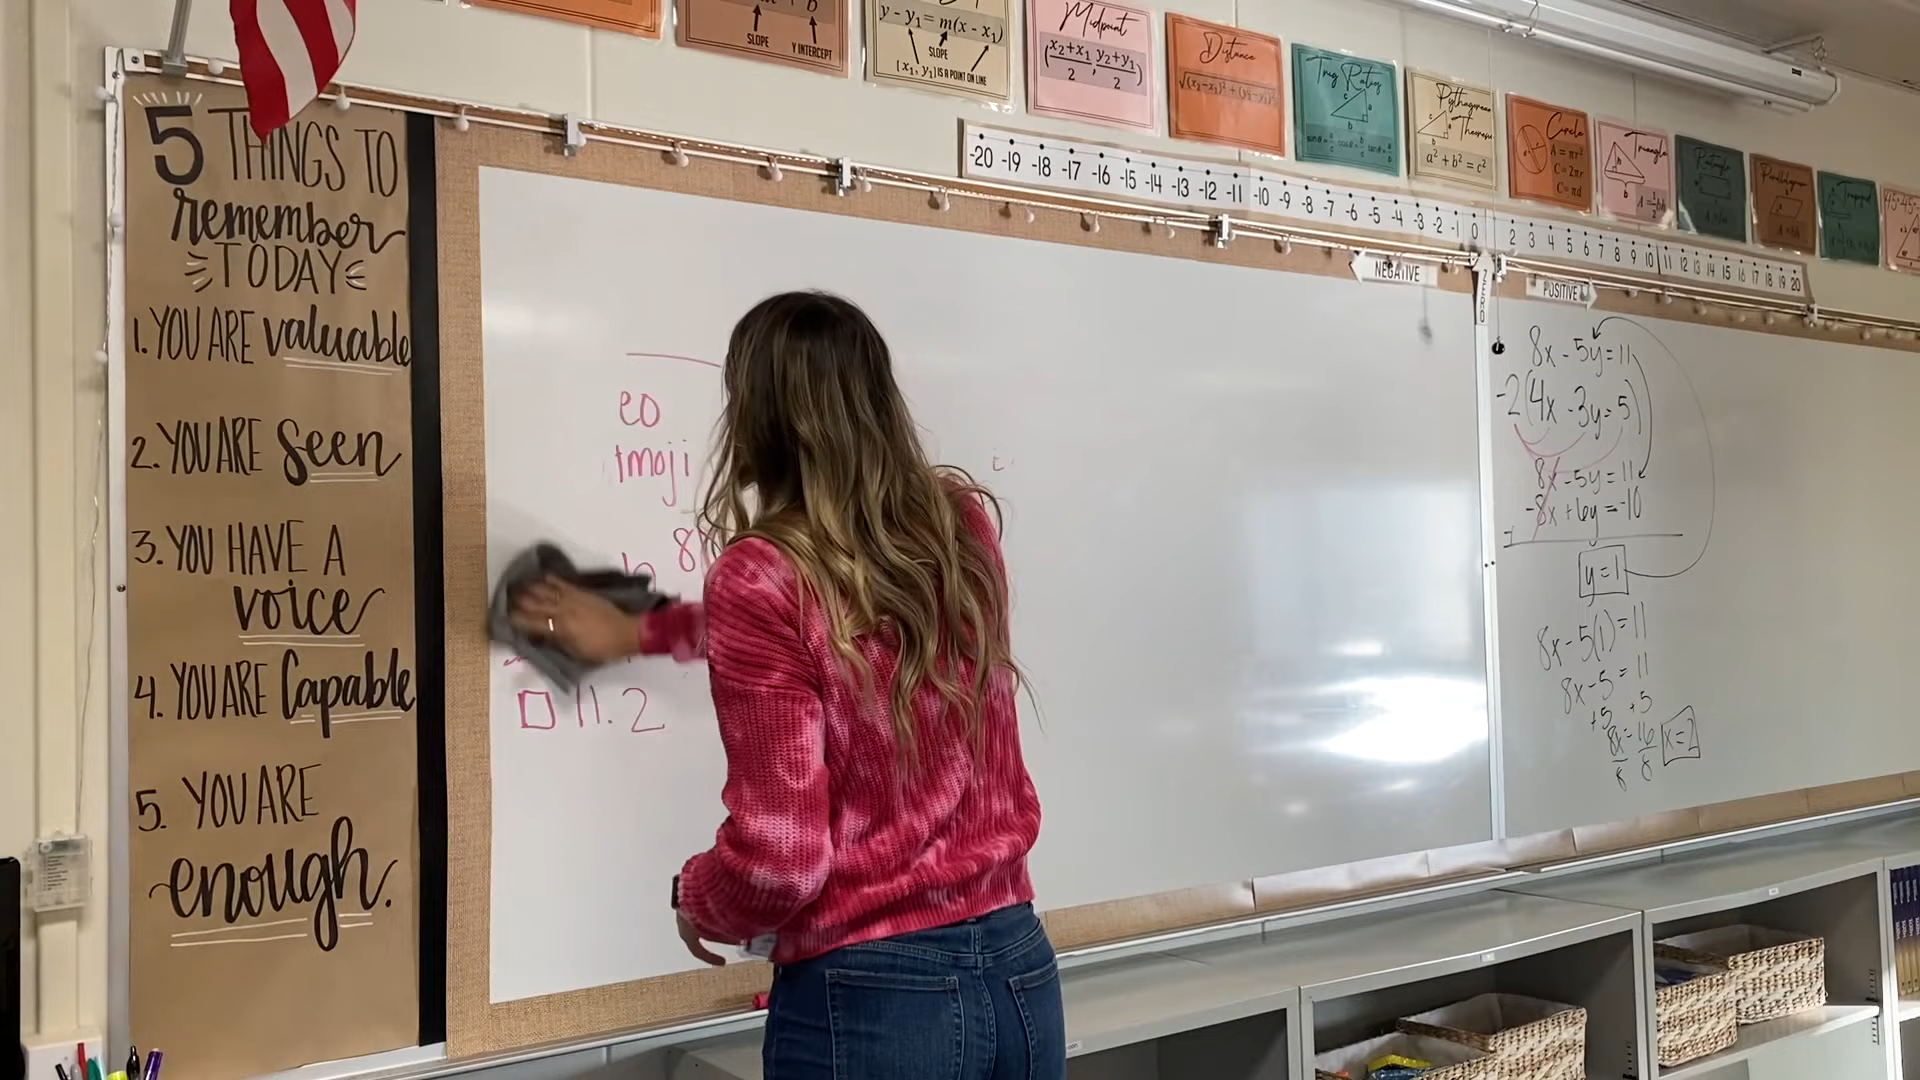 5 THINGS TO
remember
TODAY
1. YOU ARE valuable
2. YOU ARE Seen
3. YOU HAVE A
voice
4. YOU ARE Capable
5. YOU ARE
enough.
SLOPE
Y INTERCEPT
y - y₁ = m(x - x₁)
SLOPE
(x₁, y₁) IS A POINT ON LINE
Midpoint
(x₂+x₁/2, y₂+y₁/2)
Distance
Trig Ratios
Pythagorean
Theorem
a² + b² = c²
Circle
A = πr²
C = 2πr
C = πd
Triangle
-20 -19 -18 -17 -16 -15 -14 -13 -12 -11 -10 -9 -8 -7 -6 -5 -4 -3 -2 -1 0 2 3 4 5 6 7 8 9 10 11 12 13 14 15 16 17 18 19 20
NEGATIVE
ZERO
POSITIVE
eo
moji
11.2
8x - 5y = 11
-2(4x - 3y = 5)
8x - 5y = 11
-8x + 6y = -10
+
y = 1
8x - 5(1) = 11
8x - 5 = 11
+5 +5
8x = 16
8 8
x = 2